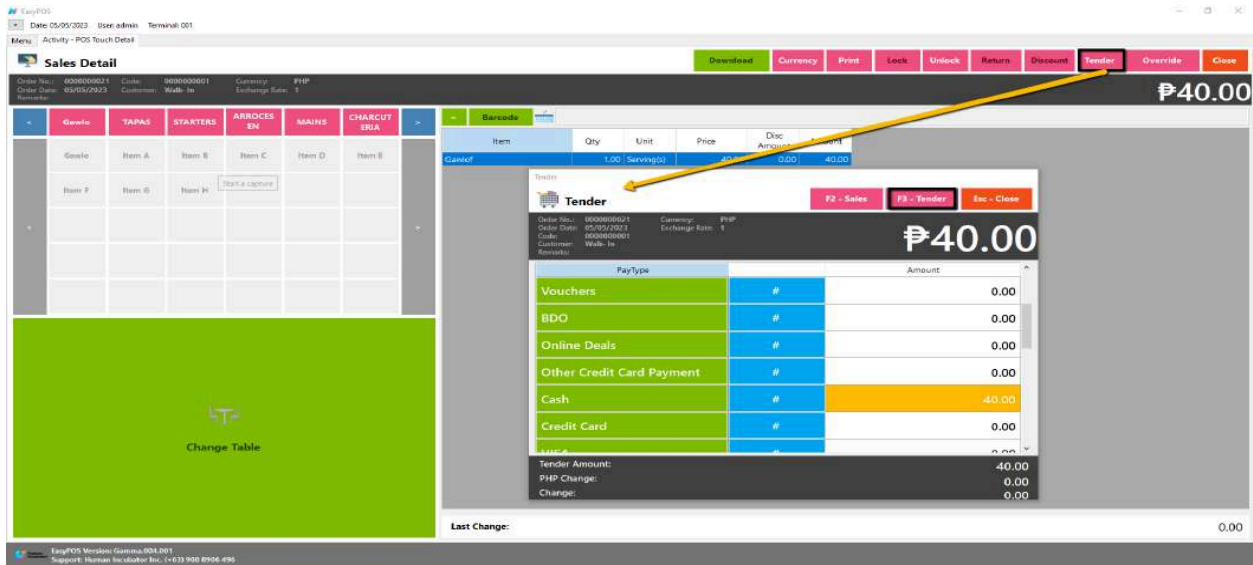 EasyPOS
Date: 05/05/2023 User: admin Terminal: 001
Menu Activity - POS Touch Detail
Sales Detail
Download Currency Print Lock Unlock Return Discount Tender Override Close
Order No.: 0000000021 Code: 0000000001 Currency: PHP
Order Date: 05/05/2023 Customer: Walk- In Exchange Rate: 1
Remarks:
₱40.00
< Gawlo TAPAS STARTERS ARROCES EN MAINS CHARCUT ERIA >
Gawlo Item A Item B Item C Item D Item E
Item F Item G Item H Start a capture
Change Table
Barcode
Item Qty Unit Price Disc Amount Amount
1.00 Serving(s) 40.00 0.00 40.00
Tender
Tender
F2 - Sales F3 - Tender Esc - Close
Order No.: 0000000021 Currency: PHP
Order Date: 05/05/2023 Exchange Rate: 1
Code: 0000000001
Customer: Walk- In
Remarks:
₱40.00
PayType Amount
Vouchers # 0.00
BDO # 0.00
Online Deals # 0.00
Other Credit Card Payment # 0.00
Cash # 40.00
Credit Card # 0.00
Tender Amount: 40.00
PHP Change: 0.00
Change: 0.00
Last Change: 0.00
EasyPOS Version: Gamma.004.001
Support: Human Incubator Inc. (+63) 900 8906 496